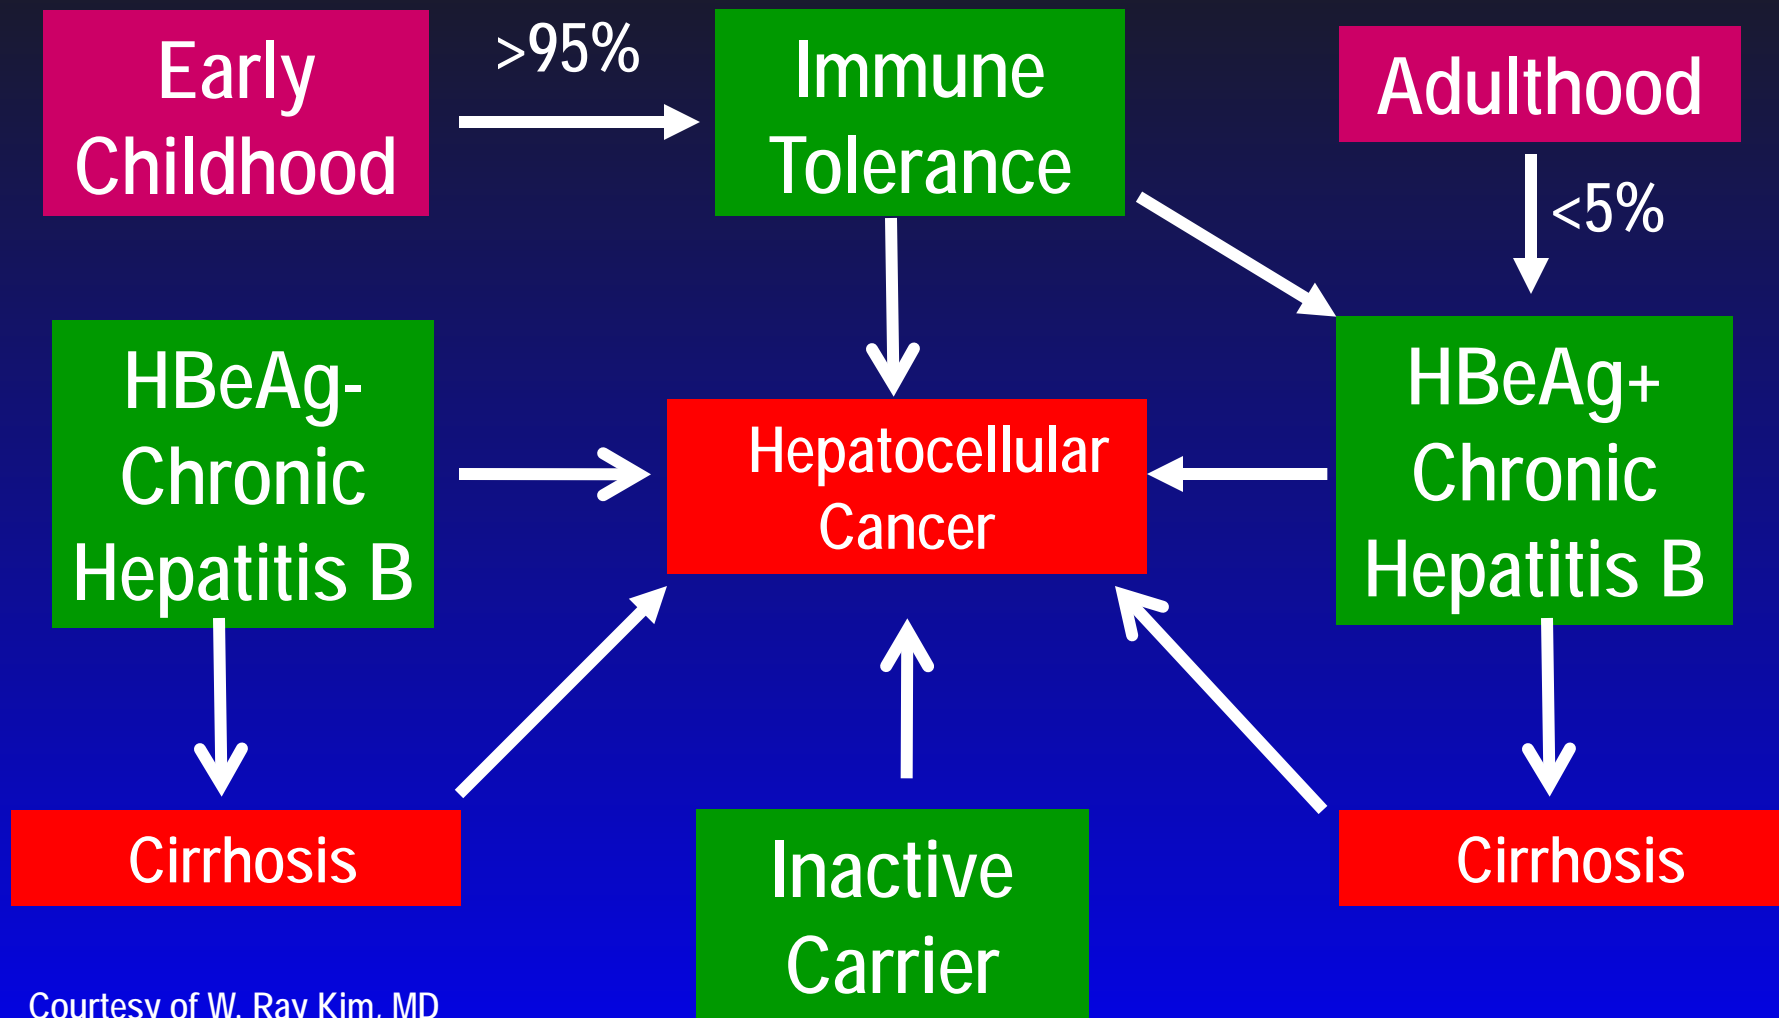 Early
Childhood
>95%
Immune
Tolerance
Adulthood
<5%
HBeAg-
Chronic
Hepatitis B
Hepatocellular
Cancer
HBeAg+
Chronic
Hepatitis B
Cirrhosis
Inactive
Carrier
Cirrhosis
Courtesy of W. Ray Kim, MD